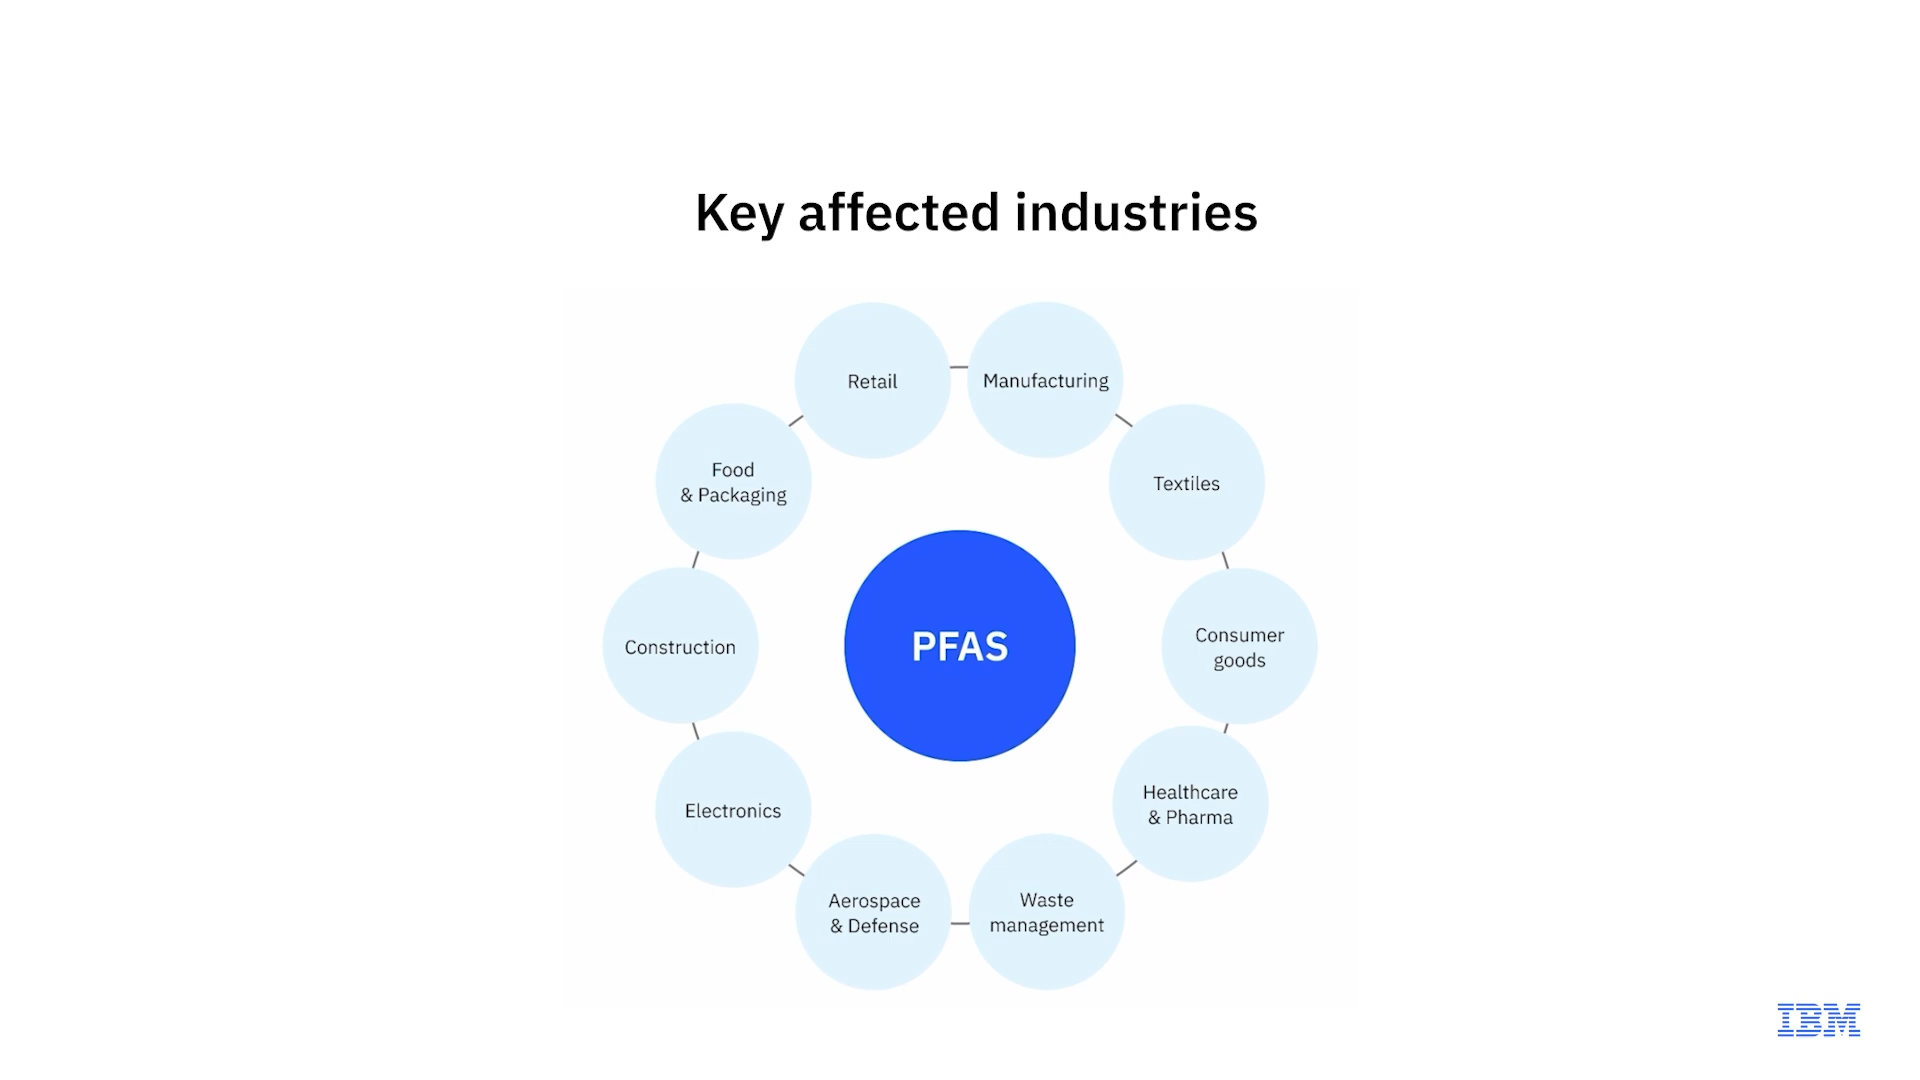 Key affected industries
Retail
Manufacturing
Food
& Packaging
Textiles
Construction
PFAS
Consumer
goods
Electronics
Healthcare
& Pharma
Aerospace
& Defense
Waste
management
IBM